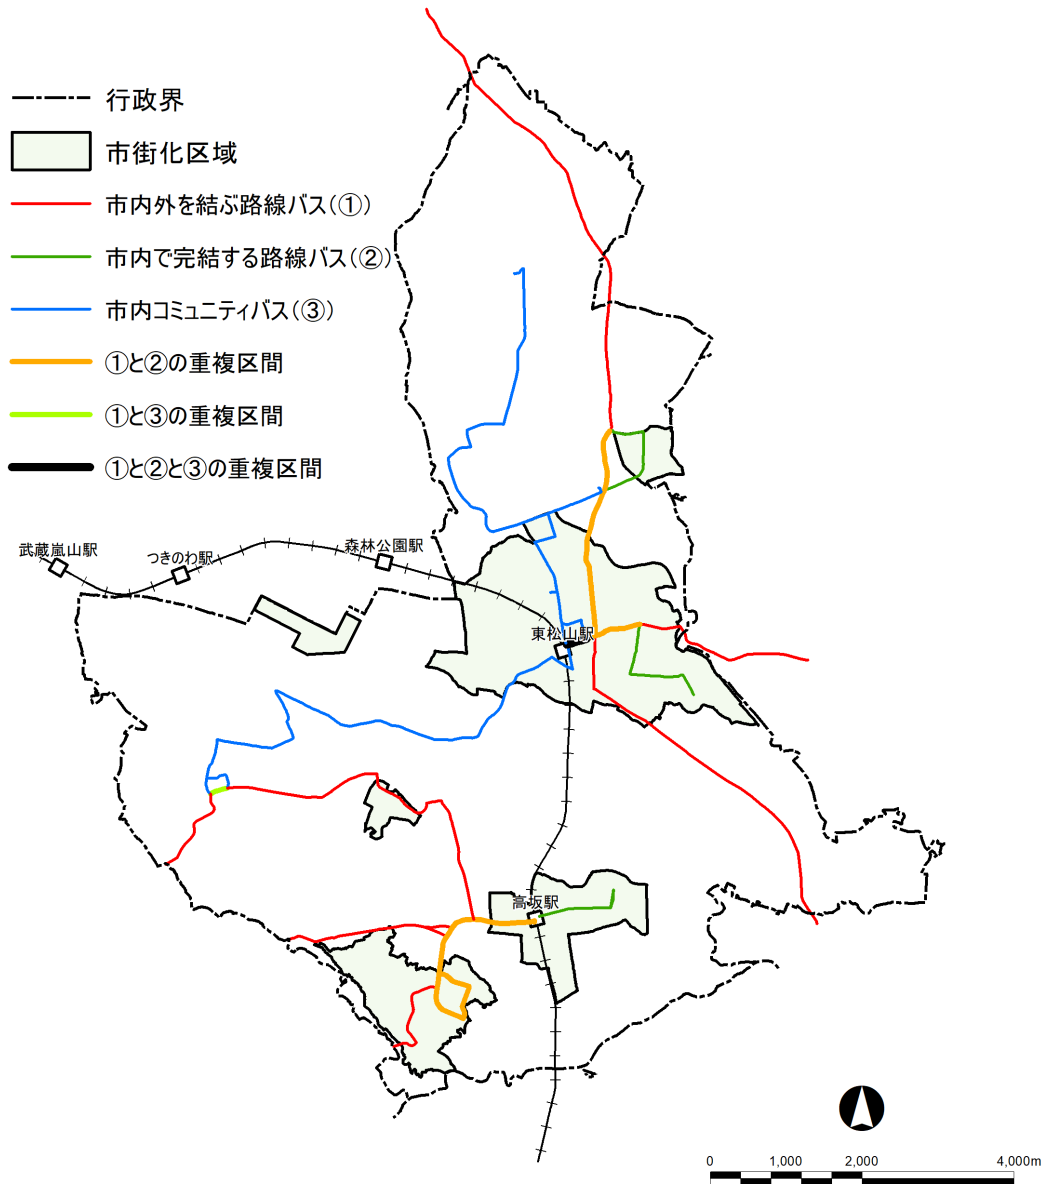 行政界
市街化区域
市内外を結ぶ路線バス(①)
市内で完結する路線バス(②)
市内コミュニティバス(③)
①と②の重複区間
①と③の重複区間
①と②と③の重複区間
武蔵嵐山駅
つきのわ駅
森林公園駅
東松山駅
高坂駅
0 1,000 2,000 4,000m